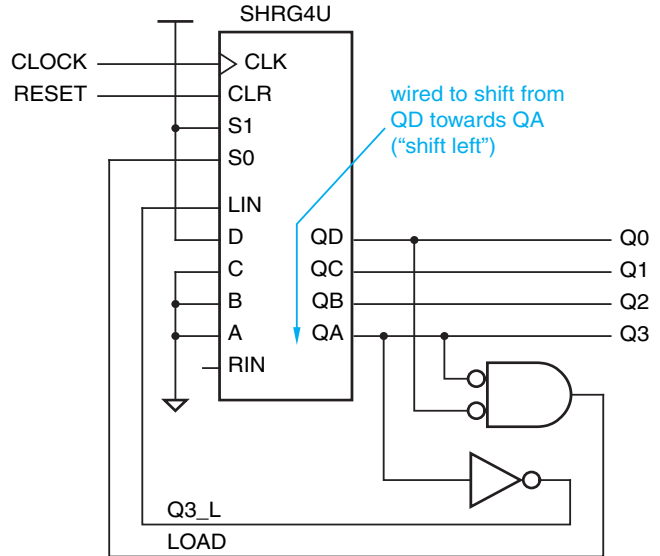 SHRG4U
CLOCK
CLK
RESET
CLR
S1
S0
wired to shift from
QD towards QA
(“shift left”)
LIN
D
QD
Q0
C
QC
Q1
B
QB
Q2
A
QA
Q3
RIN
Q3_L
LOAD